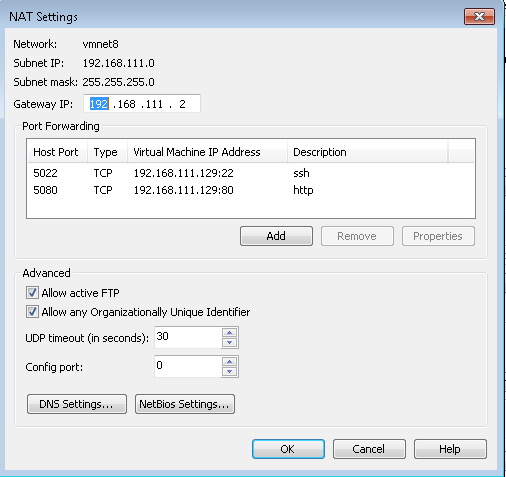 NAT Settings
Network: vmnet8
Subnet IP: 192.168.111.0
Subnet mask: 255.255.255.0
Gateway IP: 192 .168 .111 . 2
Port Forwarding
Host Port Type Virtual Machine IP Address Description
5022 TCP 192.168.111.129:22 ssh
5080 TCP 192.168.111.129:80 http
Add Remove Properties
Advanced
Allow active FTP
Allow any Organizationally Unique Identifier
UDP timeout (in seconds): 30
Config port: 0
DNS Settings... NetBios Settings...
OK Cancel Help